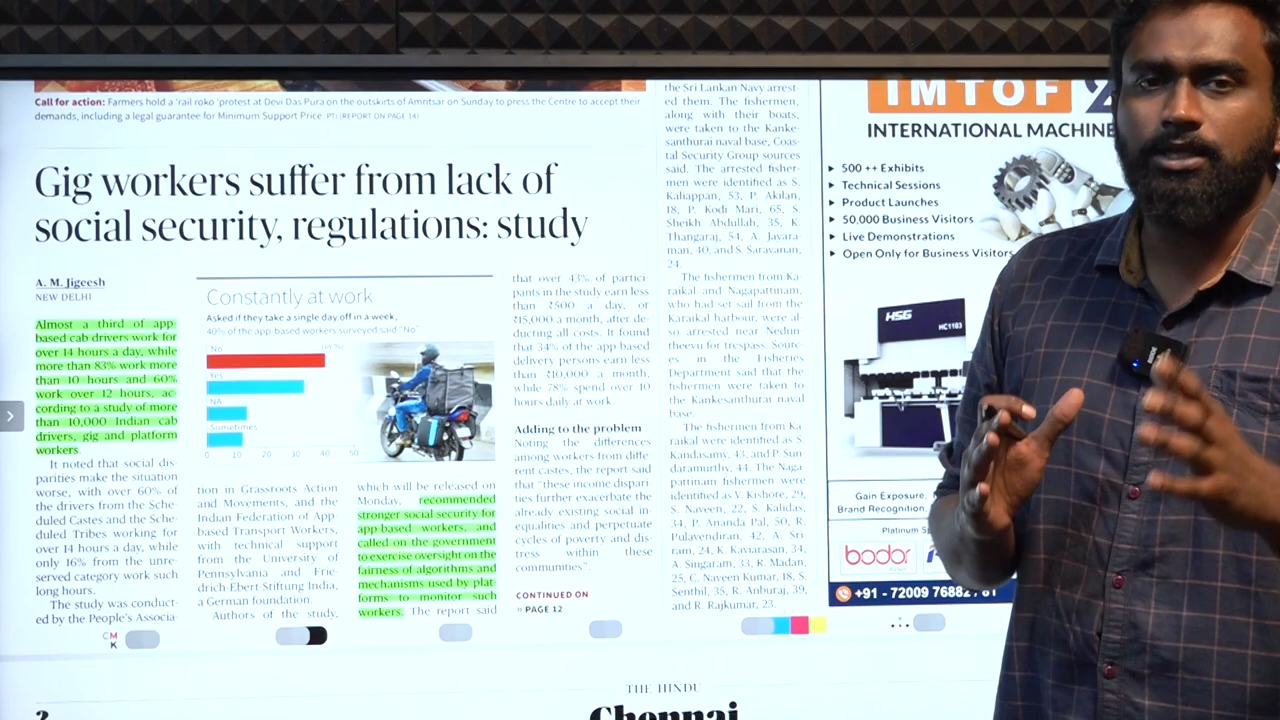 Call for action: Farmers hold a 'rail roko 'protest at Devi Das Pura on the outskirts of Amritsar on Sunday to press the Centre to accept their
demands, including a legal guarantee for Minimum Support Price. PTI (REPORT ON PAGE 14)
Gig workers suffer from lack of
social security, regulations: study
A. M. Jigeesh
NEW DELHI
Almost a third of app-
based cab drivers work for
over 14 hours a day, while
more than 83% work more
than 10 hours and 60%
work over 12 hours, ac
cording to a study of more
than 10,000 Indian cab
drivers, gig and platform
workers.
It noted that social dis-
parities make the situation
worse, with over 60% of
the drivers from the Sche-
duled Castes and the Sche-
duled Tribes working for
over 14 hours a day, while
only 16% from the unre-
served category work such
long hours.
The study was conduct-
ed by the People's Associa-
Constantly at work
Asked if they take a single day off in a week,
40% of the app-based workers surveyed said "No"
(in %)
No
Yes
NA
Sometimes
0 10 20 30 40 50
tion in Grassroots Action
and Movements, and the
Indian Federation of App-
based Transport Workers,
with technical support
from the University of
Pennsylvania and Frie-
drich-Ebert-Stiftung India,
a German foundation.
Authors of the study,
which will be released on
Monday, recommended
stronger social security for
app-based workers, and
called on the government
to exercise oversight on the
fairness of algorithms and
mechanisms used by plat-
forms to monitor such
workers. The report said
that over 43% of partici-
pants in the study earn less
than ₹500 a day, or
₹15,000 a month, after de-
ducting all costs. It found
that 34% of the app-based
delivery persons earn less
than ₹10,000 a month,
while 78% spend over 10
hours daily at work.
Adding to the problem
Noting the differences
among workers from diffe-
rent castes, the report said
that "these income dispari-
ties further exacerbate the
already existing social in-
equalities and perpetuate
cycles of poverty and dis-
tress within these
communities".
CONTINUED ON
» PAGE 12
the Sri Lankan Navy arrest-
ed them. The fishermen,
along with their boats,
were taken to the Kanke-
santhurai naval base, Coas-
tal Security Group sources
said. The arrested fisher-
men were identified as S.
Kaliappan, 53, P. Akilan,
18, P. Kodi Mari, 65, S.
Sheikh Abdullah, 35, K.
Thangaraj, 54, A. Jayara-
man, 40, and S. Saravanan,
24.
The fishermen from Ka-
raikal and Nagapattinam,
who had set sail from the
Karaikal harbour, were al-
so arrested near Nedun-
theevu for trespass. Sourc-
es in the Fisheries
Department said that the
fishermen were taken to
the Kankesanthurai naval
base.
The fishermen from Ka-
raikal were identified as S.
Kandasamy, 43, and P. Sun-
daramurthy, 44. The Naga-
pattinam fishermen were
identified as V. Kishore, 29,
S. Naveen, 22, S. Kalidas,
34, P. Ananda Pal, 50, R.
Pulavendiran, 42, A. Sri
ram, 24, K. Kaviarasan, 34,
A. Singaram, 33, R. Madan,
25, C. Naveen Kumar, 18, S.
Senthil, 35, R. Anburaj, 39,
and R. Rajkumar, 23.
IMTOF
INTERNATIONAL MACHINE
500 ++ Exhibits
Technical Sessions
Product Launches
50,000 Business Visitors
Live Demonstrations
Open Only for Business Visitors
HSG
HC1103
Gain Exposure,
Brand Recognition,
Platinum Sp
bodor
+91 - 72009 76882
CM
K
2
THE HINDU
Chennai